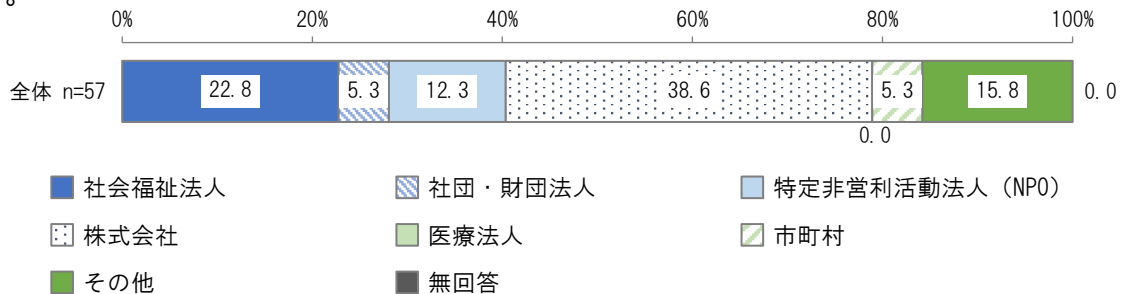 。
0% 20% 40% 60% 80% 100%
全体 n=57 22.8 5.3 12.3 38.6 5.3 15.8 0.0
0.0
社会福祉法人 社団・財団法人 特定非営利活動法人（NPO）
株式会社 医療法人 市町村
その他 無回答